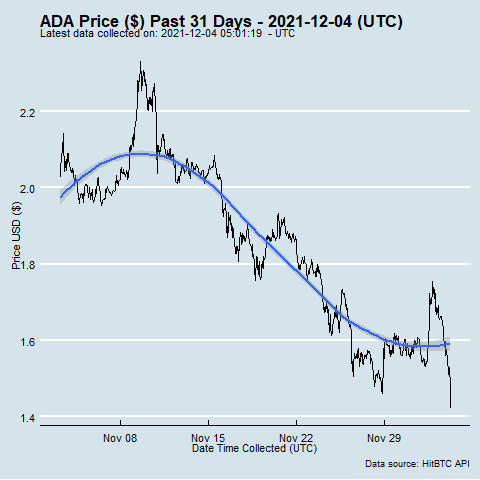 ADA Price ($) Past 31 Days - 2021-12-04 (UTC)
Latest data collected on: 2021-12-04 05:01:19 - UTC
Price USD ($)
2.2
2.0
1.8
1.6
1.4
Nov 08 Nov 15 Nov 22 Nov 29
Date Time Collected (UTC)
Data source: HitBTC API